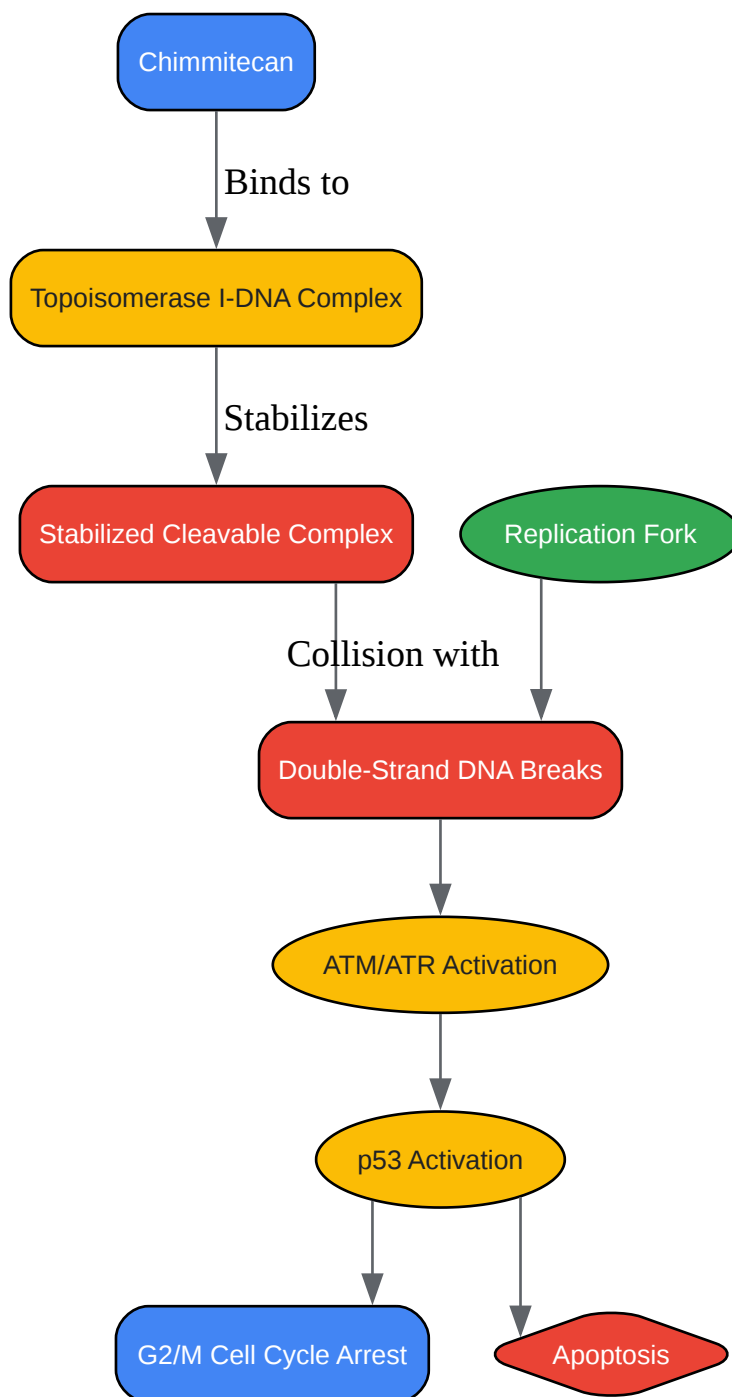 Chimmitecan
Binds to
Topoisomerase I-DNA Complex
Stabilizes
Stabilized Cleavable Complex
Replication Fork
Collision with
Double-Strand DNA Breaks
ATM/ATR Activation
p53 Activation
G2/M Cell Cycle Arrest
Apoptosis